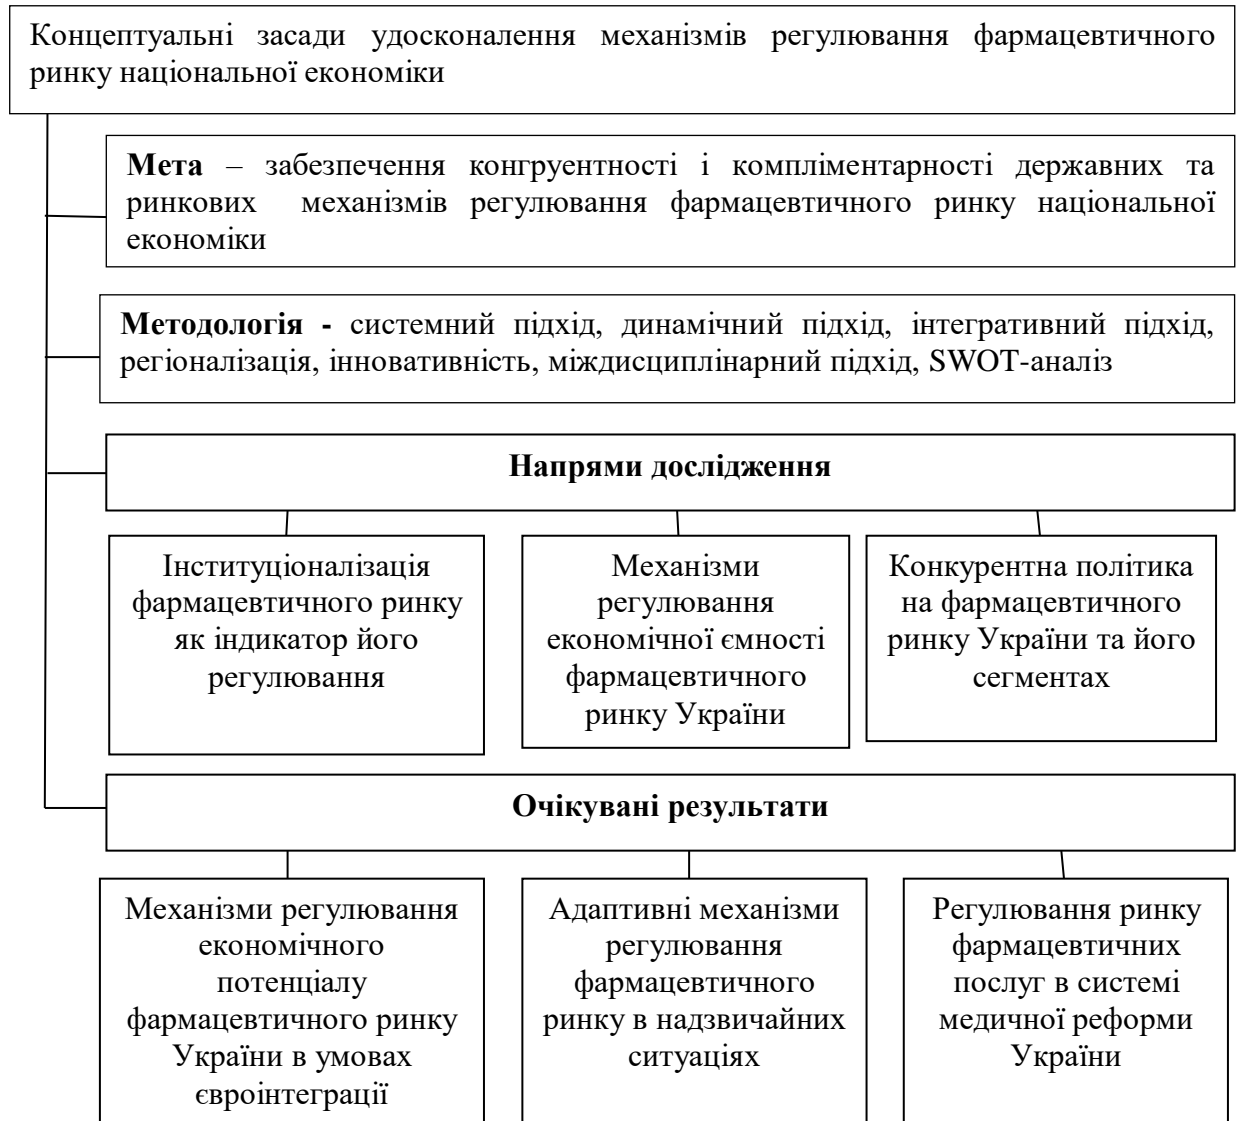 Концептуальні засади удосконалення механізмів регулювання фармацевтичного
ринку національної економіки
Мета – забезпечення конгруентності і компліментарності державних та
ринкових механізмів регулювання фармацевтичного ринку національної
економіки
Методологія - системний підхід, динамічний підхід, інтегративний підхід,
регіоналізація, інновативність, міждисциплінарний підхід, SWOT-аналіз
Напрями дослідження
Інституціоналізація
фармацевтичного ринку
як індикатор його
регулювання
Механізми
регулювання
економічної ємності
фармацевтичного
ринку України
Конкурентна політика
на фармацевтичного
ринку України та його
сегментах
Очікувані результати
Механізми регулювання
економічного
потенціалу
фармацевтичного ринку
України в умовах
євроінтеграції
Адаптивні механізми
регулювання
фармацевтичного
ринку в надзвичайних
ситуаціях
Регулювання ринку
фармацевтичних
послуг в системі
медичної реформи
України